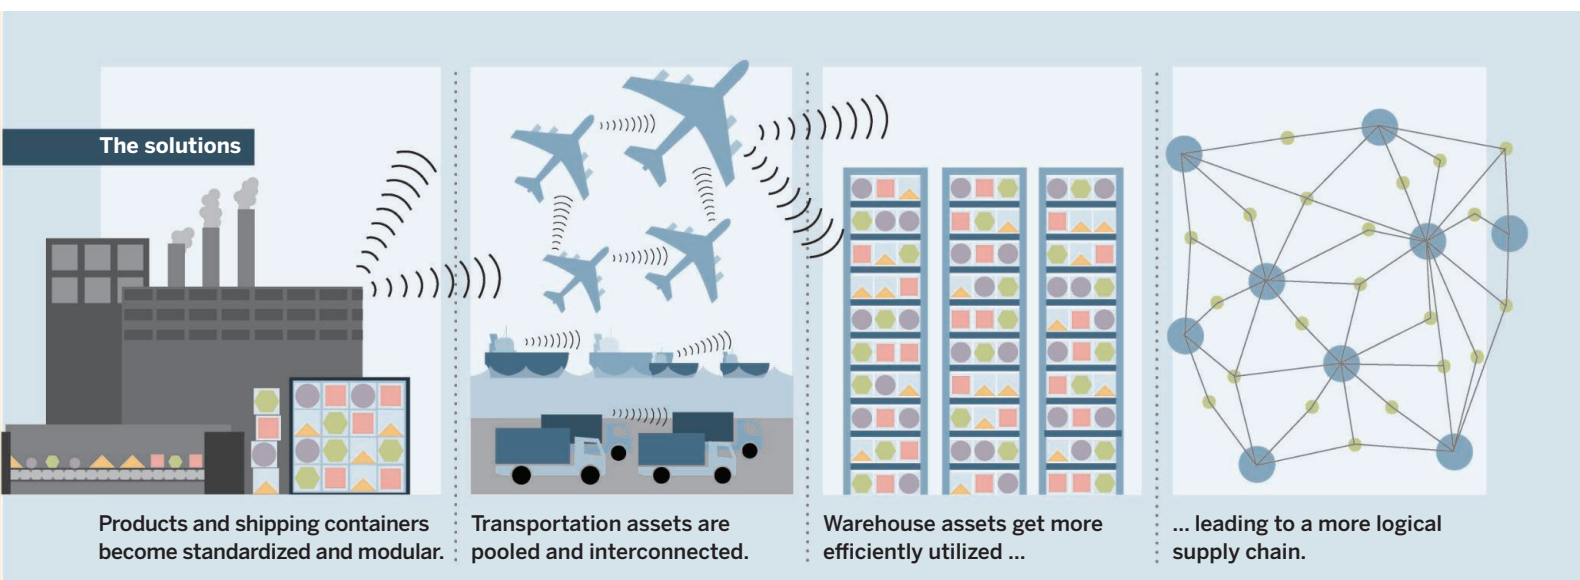 The solutions
Products and shipping containers
become standardized and modular.
Transportation assets are
pooled and interconnected.
Warehouse assets get more
efficiently utilized ...
... leading to a more logical
supply chain.